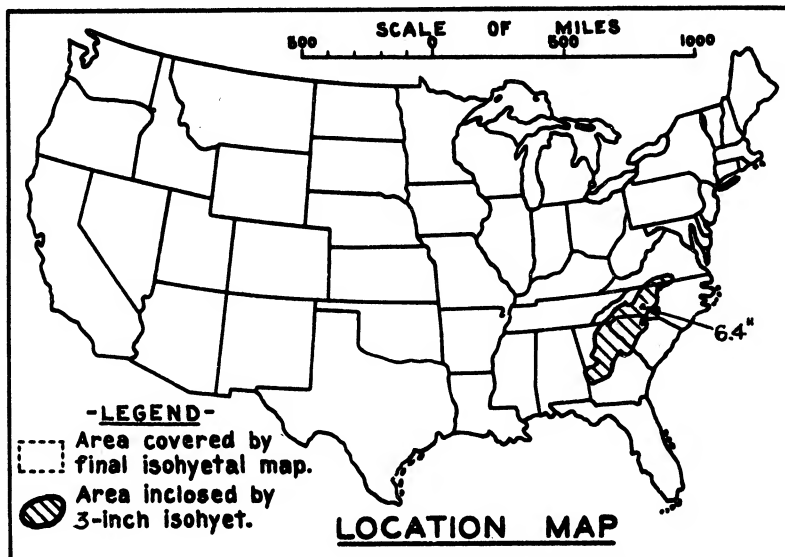 SCALE OF MILES
500 0 500 1000
6.4"
-LEGEND-
Area covered by
final isohyetal map.
Area inclosed by
3-inch isohyet.
LOCATION MAP